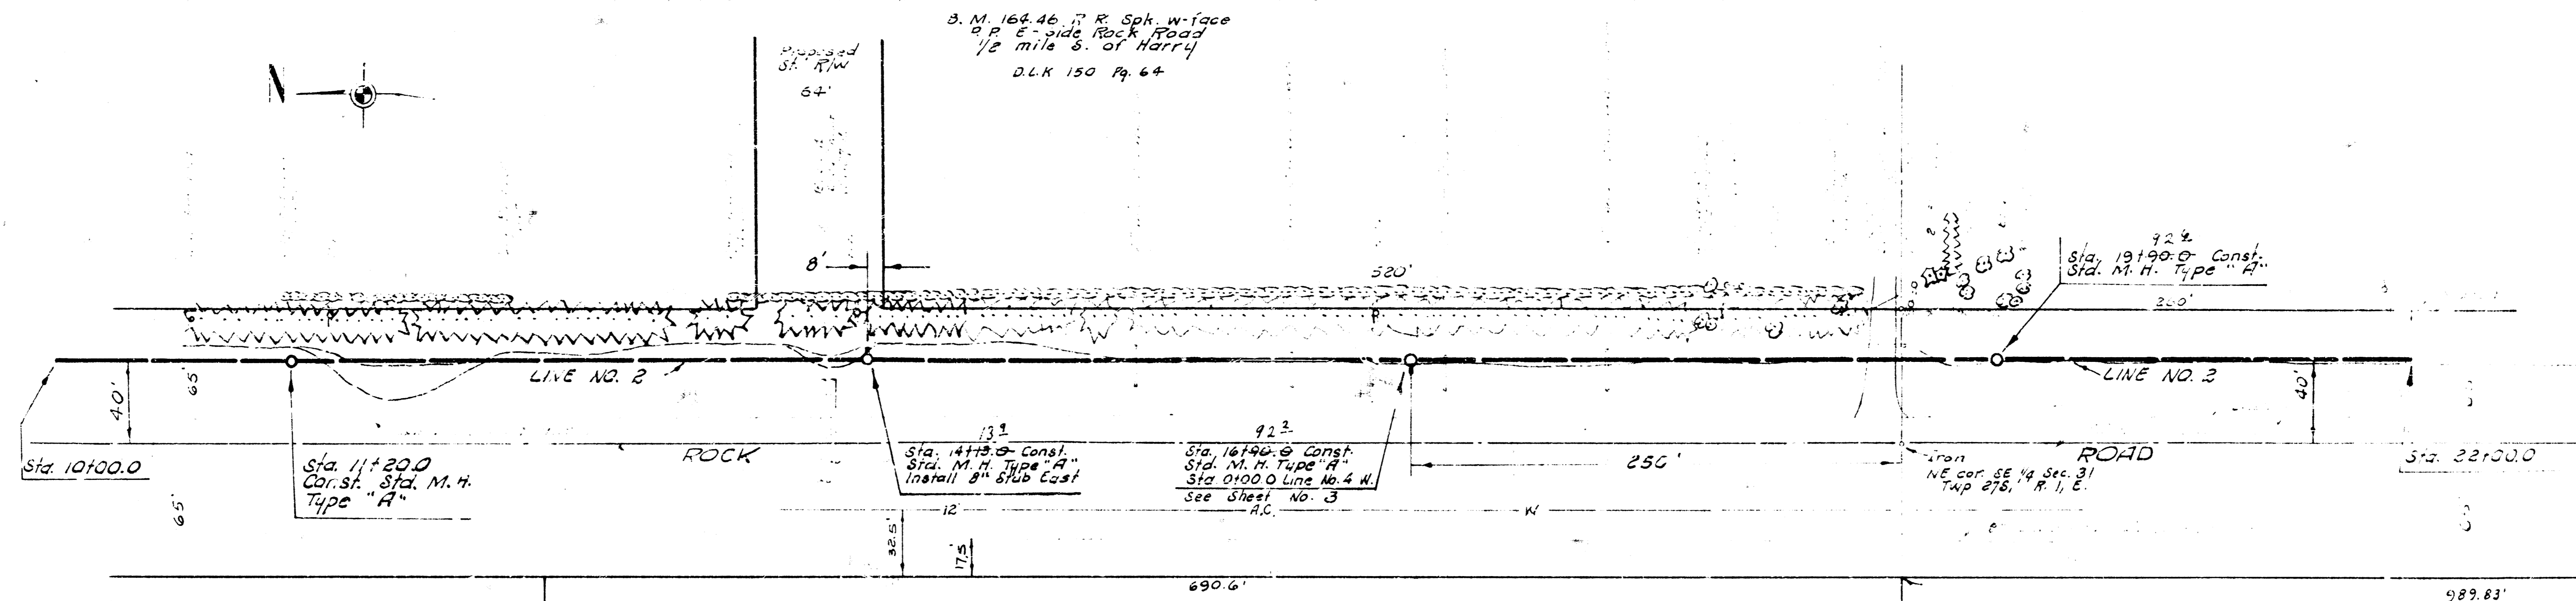 B. M. 164.46 R R. Spk. w-face
P. P. E-side Rock Road
1/2 mile S. of Harry
D.L.K 150 Pg. 64
Proposed
St. R/W
64'
N
8'
520'
92
Sta. 19+90.0 Const.
Std. M. H. Type "A"
LINE NO. 2
LINE NO. 2
40'
65'
40'
Sta. 10+00.0
Sta. 11+20.0
Const. Std. M. H.
Type "A"
ROCK
13.9
Sta. 14+13.0 Const.
Std. M. H. Type "A"
Install 8" Stub East
92
Sta. 16+90.0 Const.
Std. M. H. Type "A"
Sta 0+00.0 Line No. 4 W.
See Sheet No. 3
250'
Iron
NE cor. SE 1/4 Sec. 31
Twp 27S, R. 1, E.
ROAD
Sta. 22+00.0
65'
12"
A.C.
W
32.5'
17.5'
690.6'
989.83'